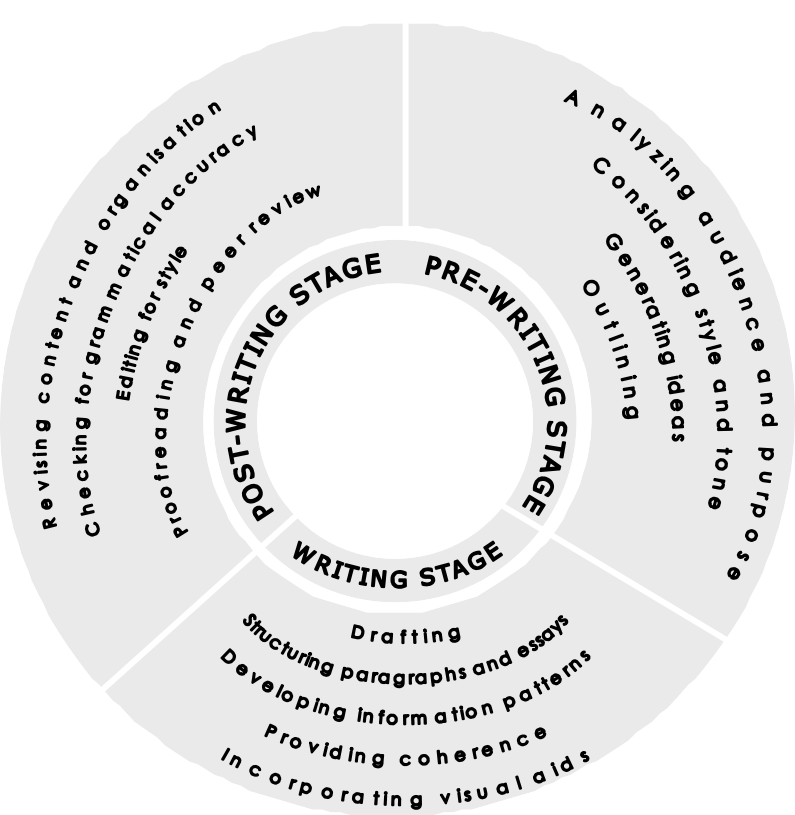 PRE-WRITING STAGE
Analyzing audience and purpose
Considering style and tone
Generating ideas
Outlining
WRITING STAGE
Drafting
Structuring paragraphs and essays
Developing information patterns
Providing coherence
Incorporating visual aids
POST-WRITING STAGE
Revising content and organisation
Checking for grammatical accuracy
Editing for style
Proofreading and peer review